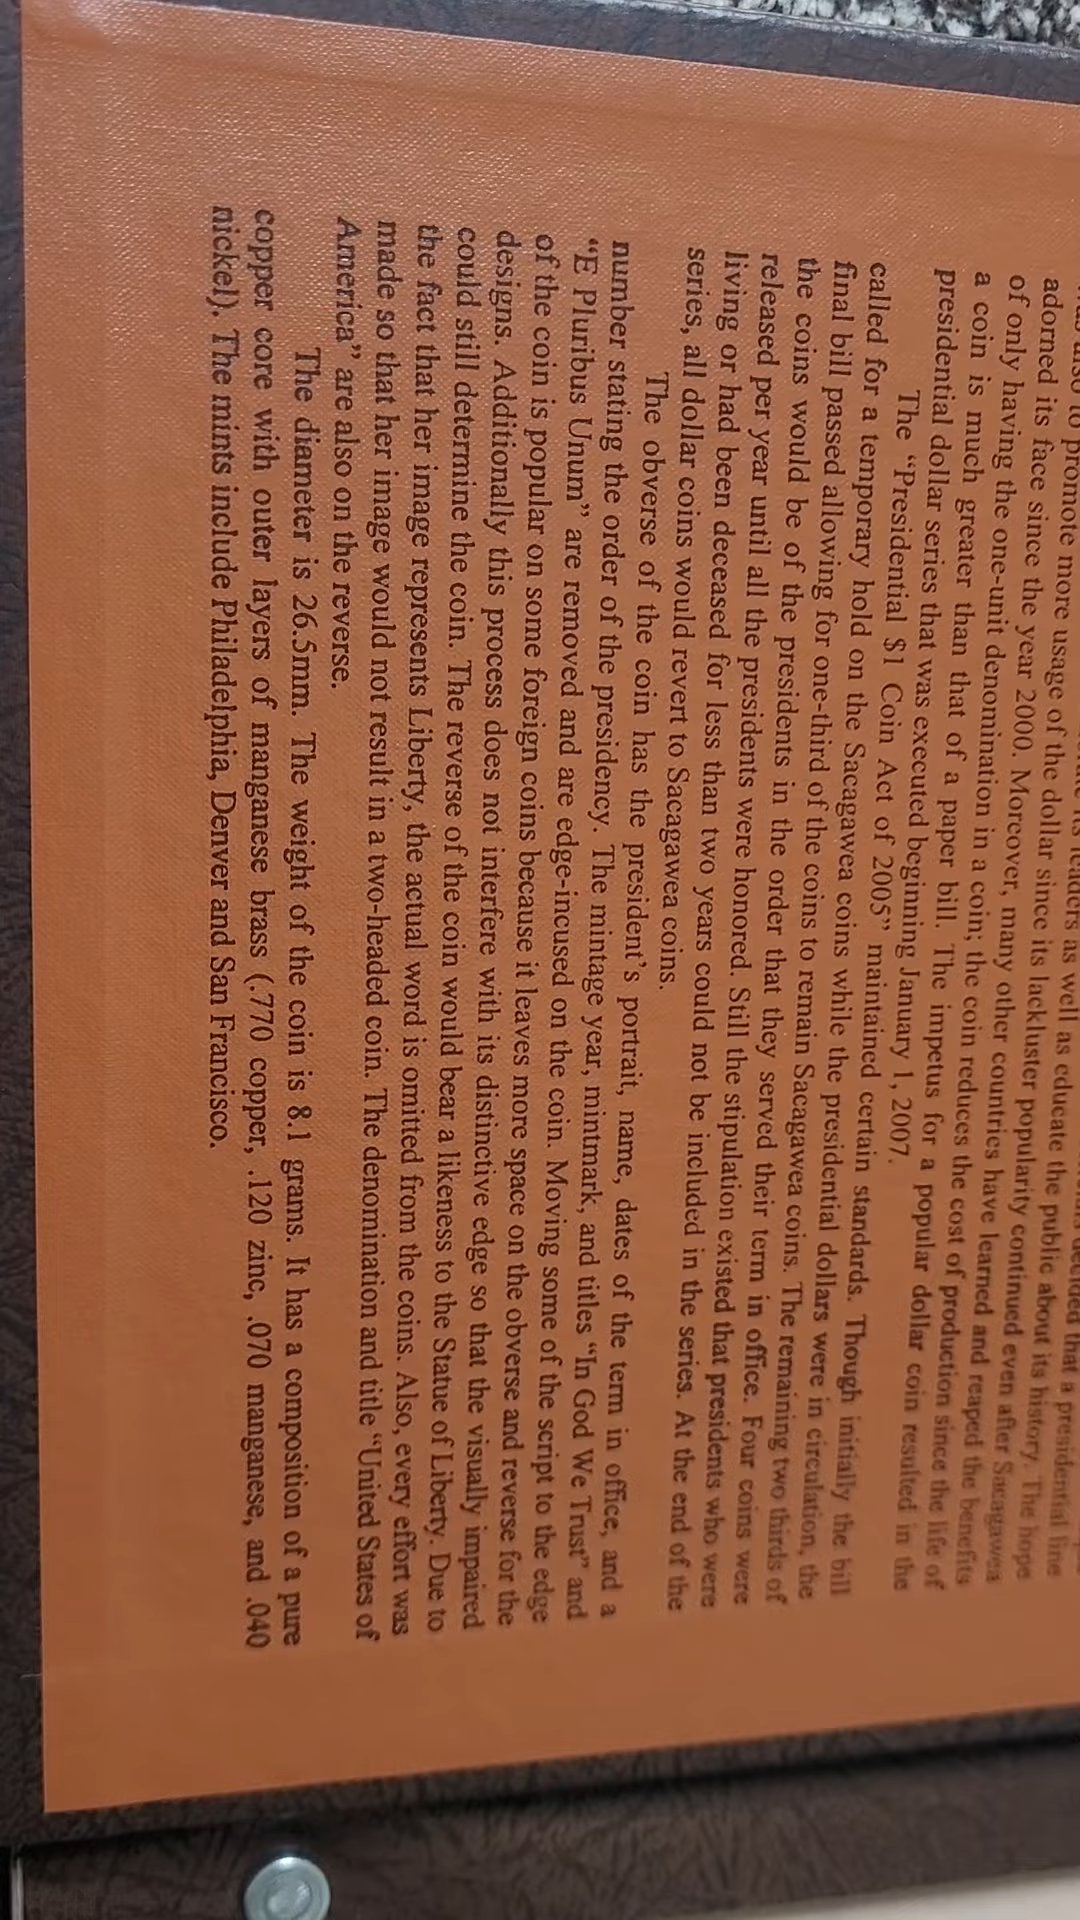 to promote more usage of the leaders as well as educate the public about its history. The hope
adorned its face since the year 2000. Moreover, many other countries have learned and reaped the benefits
of only having the one-unit denomination in a coin; the coin reduces the cost of production since the life of
a coin is much greater than that of a paper bill. The impetus for a popular dollar coin resulted in the
presidential dollar series that was executed beginning January 1, 2007.
The “Presidential $1 Coin Act of 2005” maintained certain standards. Though initially the bill
called for a temporary hold on the Sacagawea coins while the presidential dollars were in circulation, the
final bill passed allowing for one-third of the coins to remain Sacagawea coins. The remaining two thirds of
the coins would be of the presidents in the order that they served their term in office. Four coins were
released per year until all the presidents were honored. Still the stipulation existed that presidents who were
living or had been deceased for less than two years could not be included in the series. At the end of the
series, all dollar coins would revert to Sacagawea coins.
The obverse of the coin has the president’s portrait, name, dates of the term in office, and a
number stating the order of the presidency. The mintage year, mintmark, and titles “In God We Trust” and
“E Pluribus Unum” are removed and are edge-incused on the coin. Moving some of the script to the edge
of the coin is popular on some foreign coins because it leaves more space on the obverse and reverse for the
designs. Additionally this process does not interfere with its distinctive edge so that the visually impaired
could still determine the coin. The reverse of the coin would bear a likeness to the Statue of Liberty. Due to
the fact that her image represents Liberty, the actual word is omitted from the coins. Also, every effort was
made so that her image would not result in a two-headed coin. The denomination and title “United States of
America” are also on the reverse.
The diameter is 26.5mm. The weight of the coin is 8.1 grams. It has a composition of a pure
copper core with outer layers of manganese brass (.770 copper, .120 zinc, .070 manganese, and .040
nickel). The mints include Philadelphia, Denver and San Francisco.